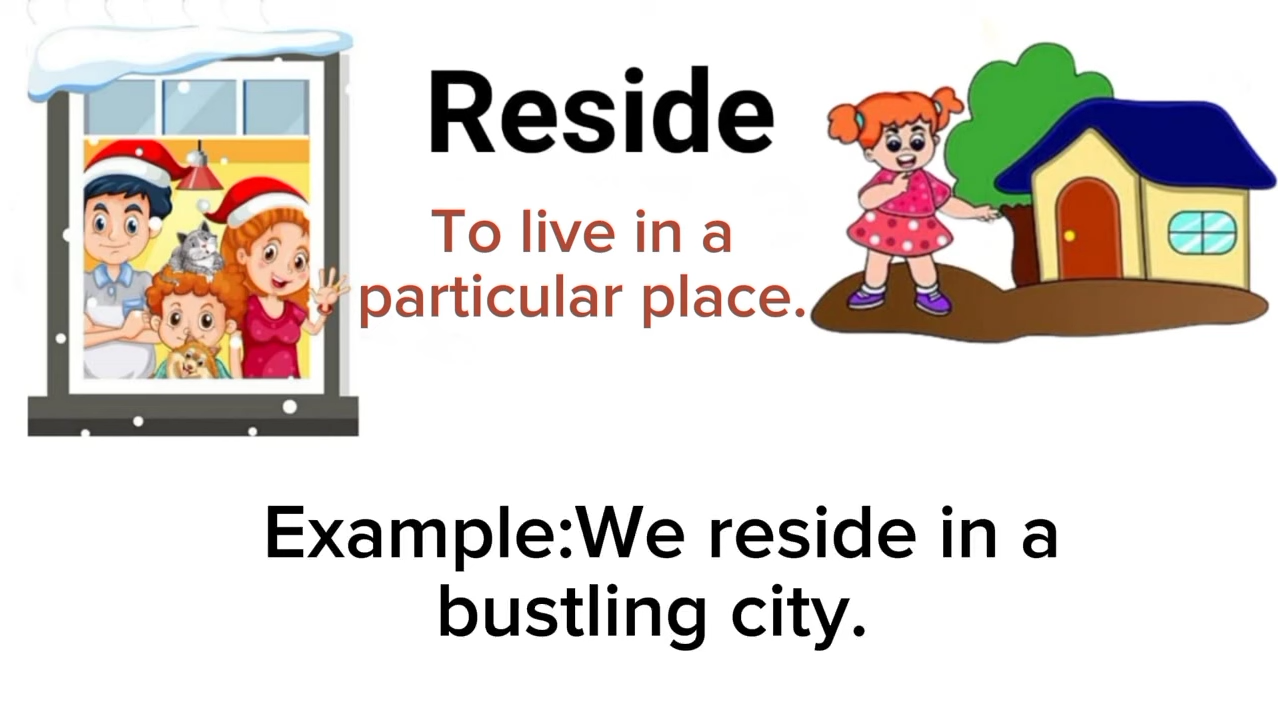 Reside
To live in a
particular place.
Example:We reside in a
bustling city.